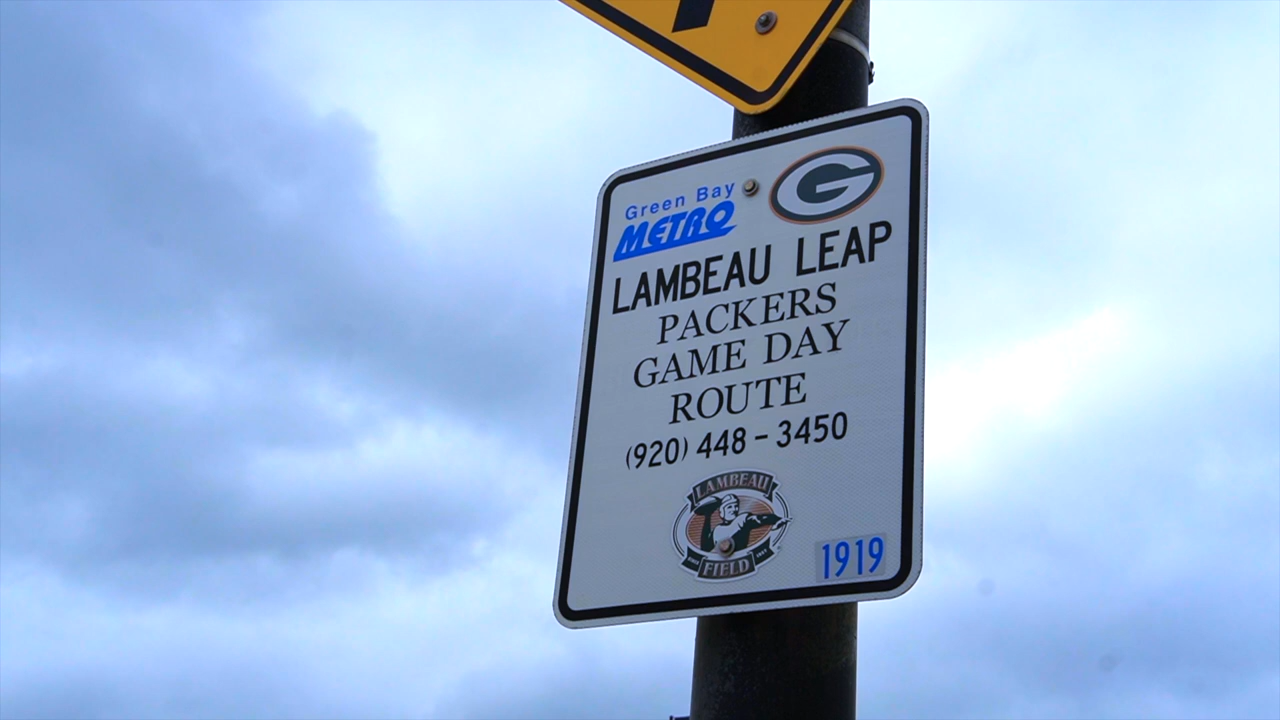 Green Bay
METRO
G
LAMBEAU LEAP
PACKERS
GAME DAY
ROUTE
(920) 448-3450
LAMBEAU
FIELD
1919